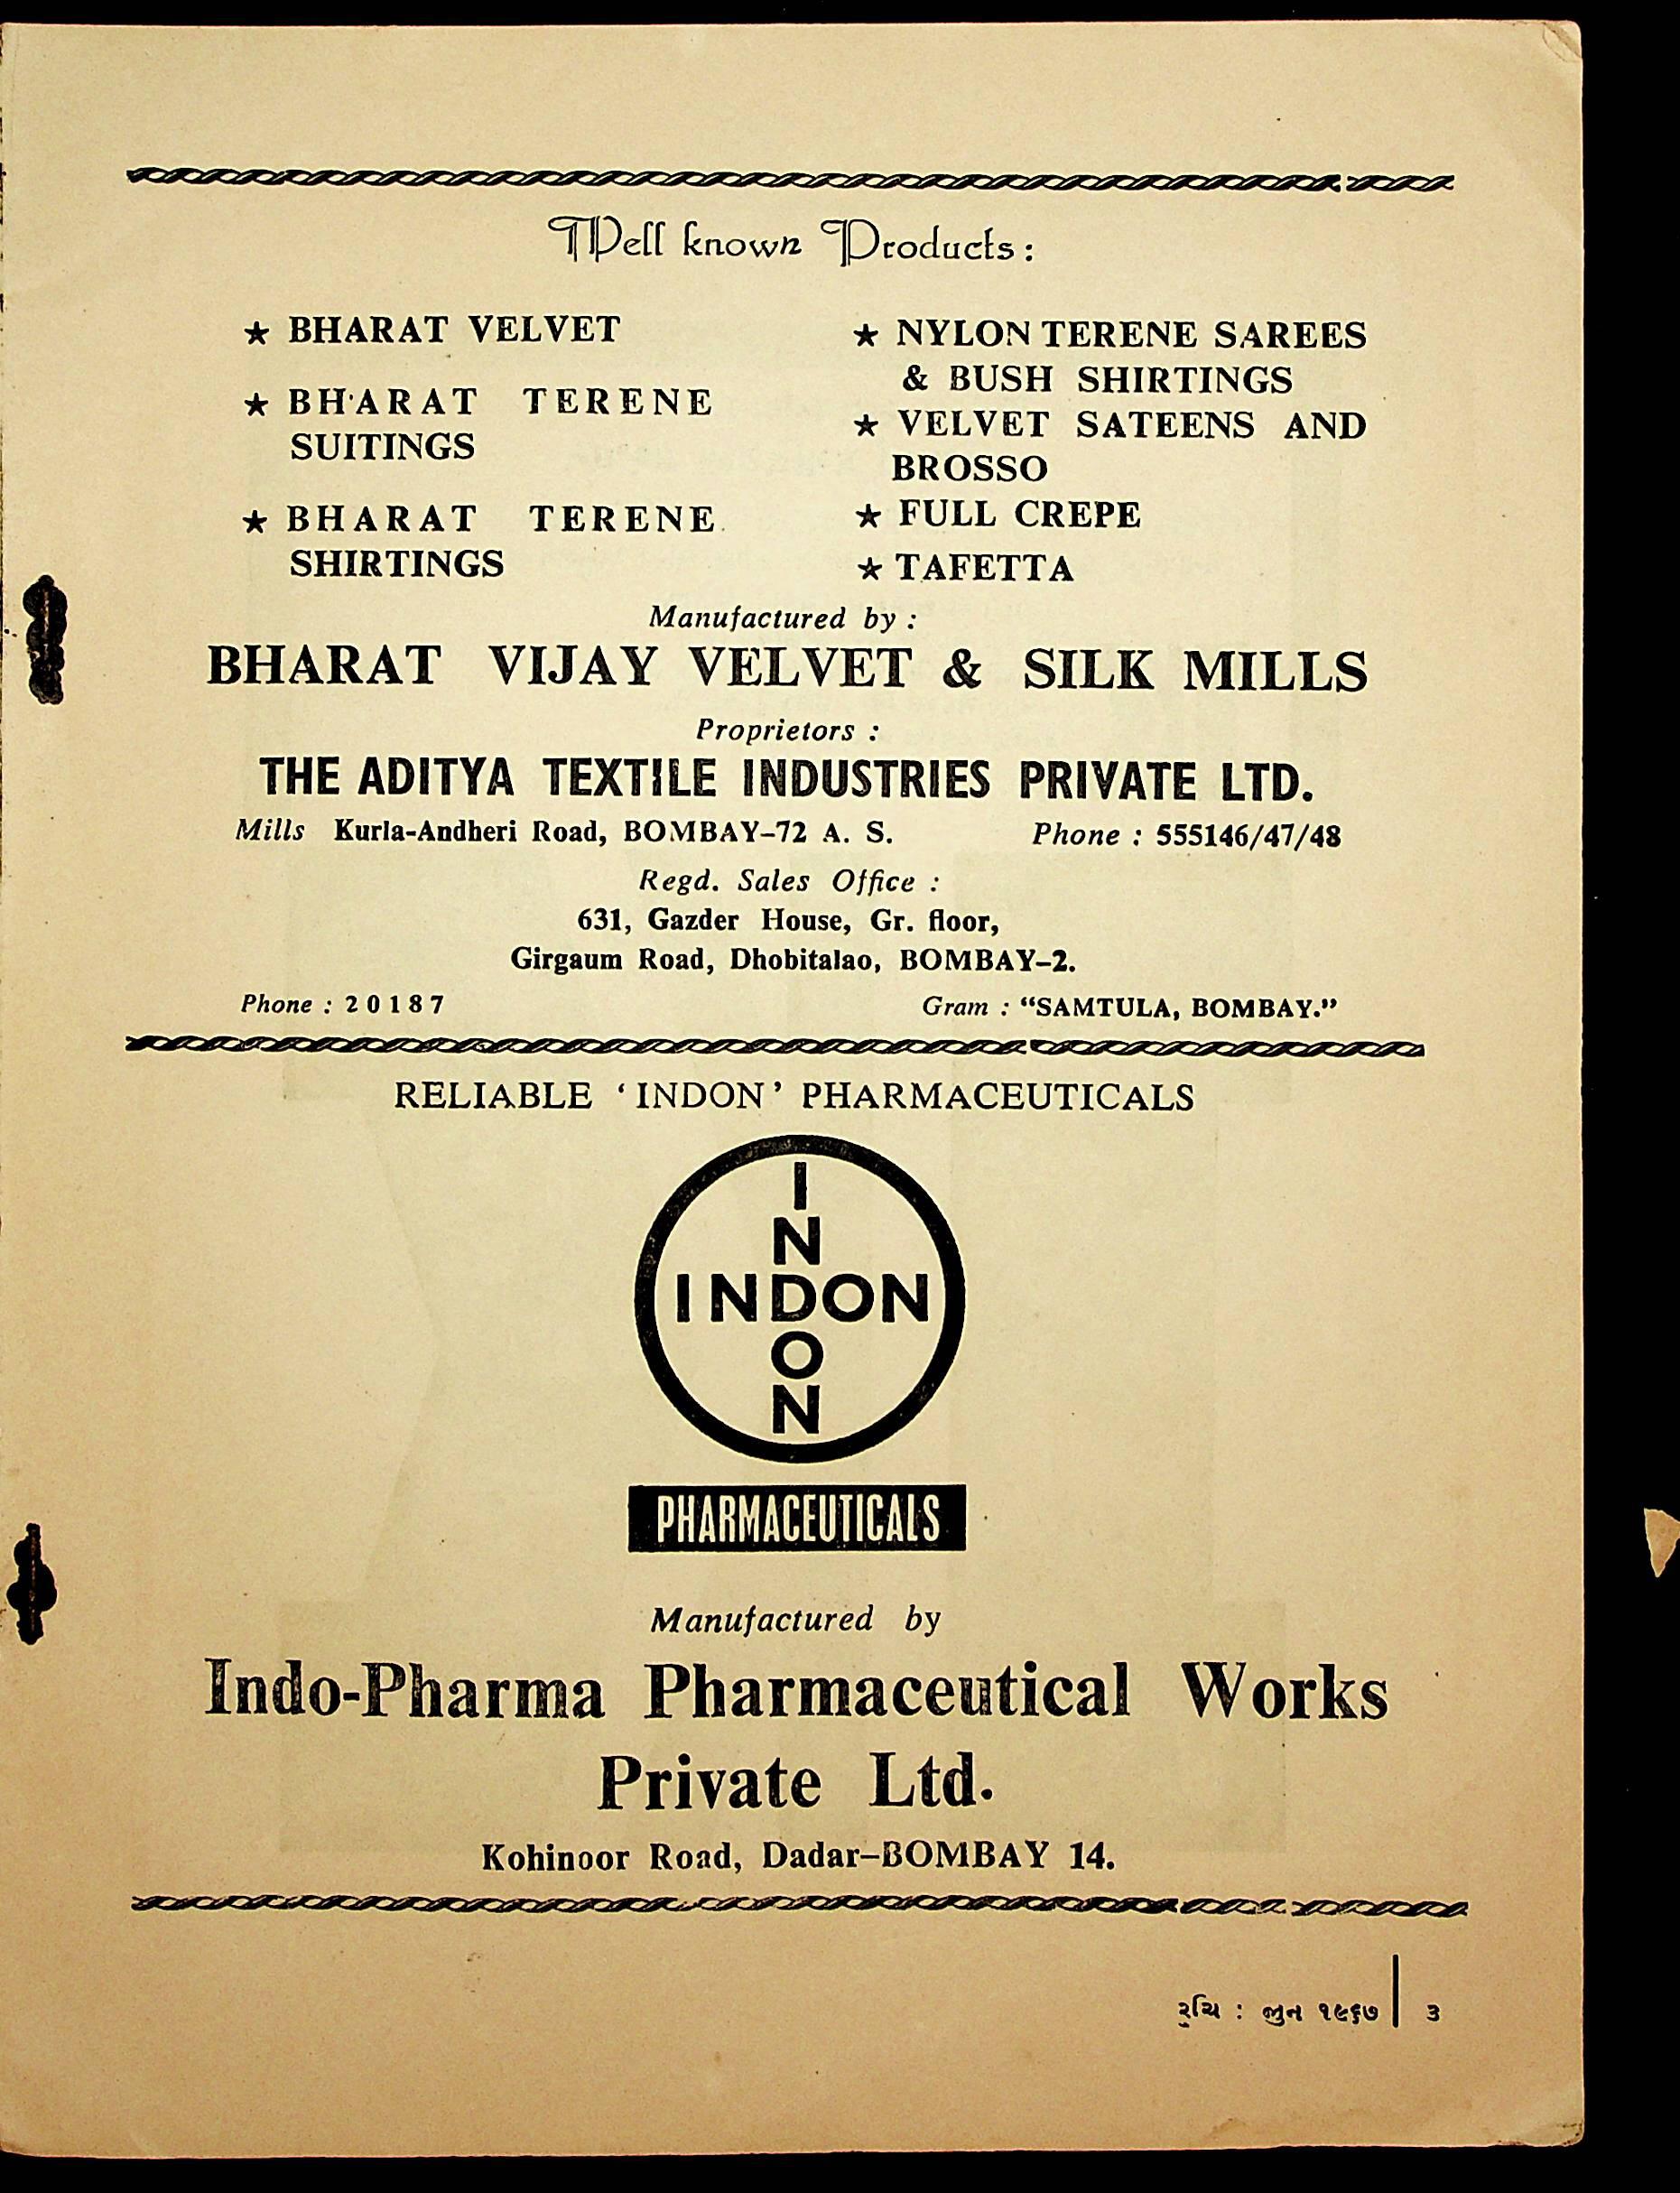 Well known Products :
★ BHARAT VELVET
★ BHARAT TERENE
SUITINGS
★ BHARAT TERENE
SHIRTINGS
★ NYLON TERENE SAREES
& BUSH SHIRTINGS
★ VELVET SATEENS AND
BROSSO
★ FULL CREPE
★ TAFETTA
Manufactured by :
BHARAT VIJAY VELVET & SILK MILLS
Proprietors :
THE ADITYA TEXTILE INDUSTRIES PRIVATE LTD.
Mills Kurla-Andheri Road, BOMBAY–72 A. S. Phone : 555146/47/48
Regd. Sales Office :
631, Gazder House, Gr. floor,
Girgaum Road, Dhobitalao, BOMBAY–2.
Phone : 20187 Gram : “SAMTULA, BOMBAY.”
RELIABLE ‘INDON’ PHARMACEUTICALS
I
N
INDON
O
N
PHARMACEUTICALS
Manufactured by
Indo-Pharma Pharmaceutical Works
Private Ltd.
Kohinoor Road, Dadar–BOMBAY 14.
રુચિ : જુન ૧૯૬૭ | ૩